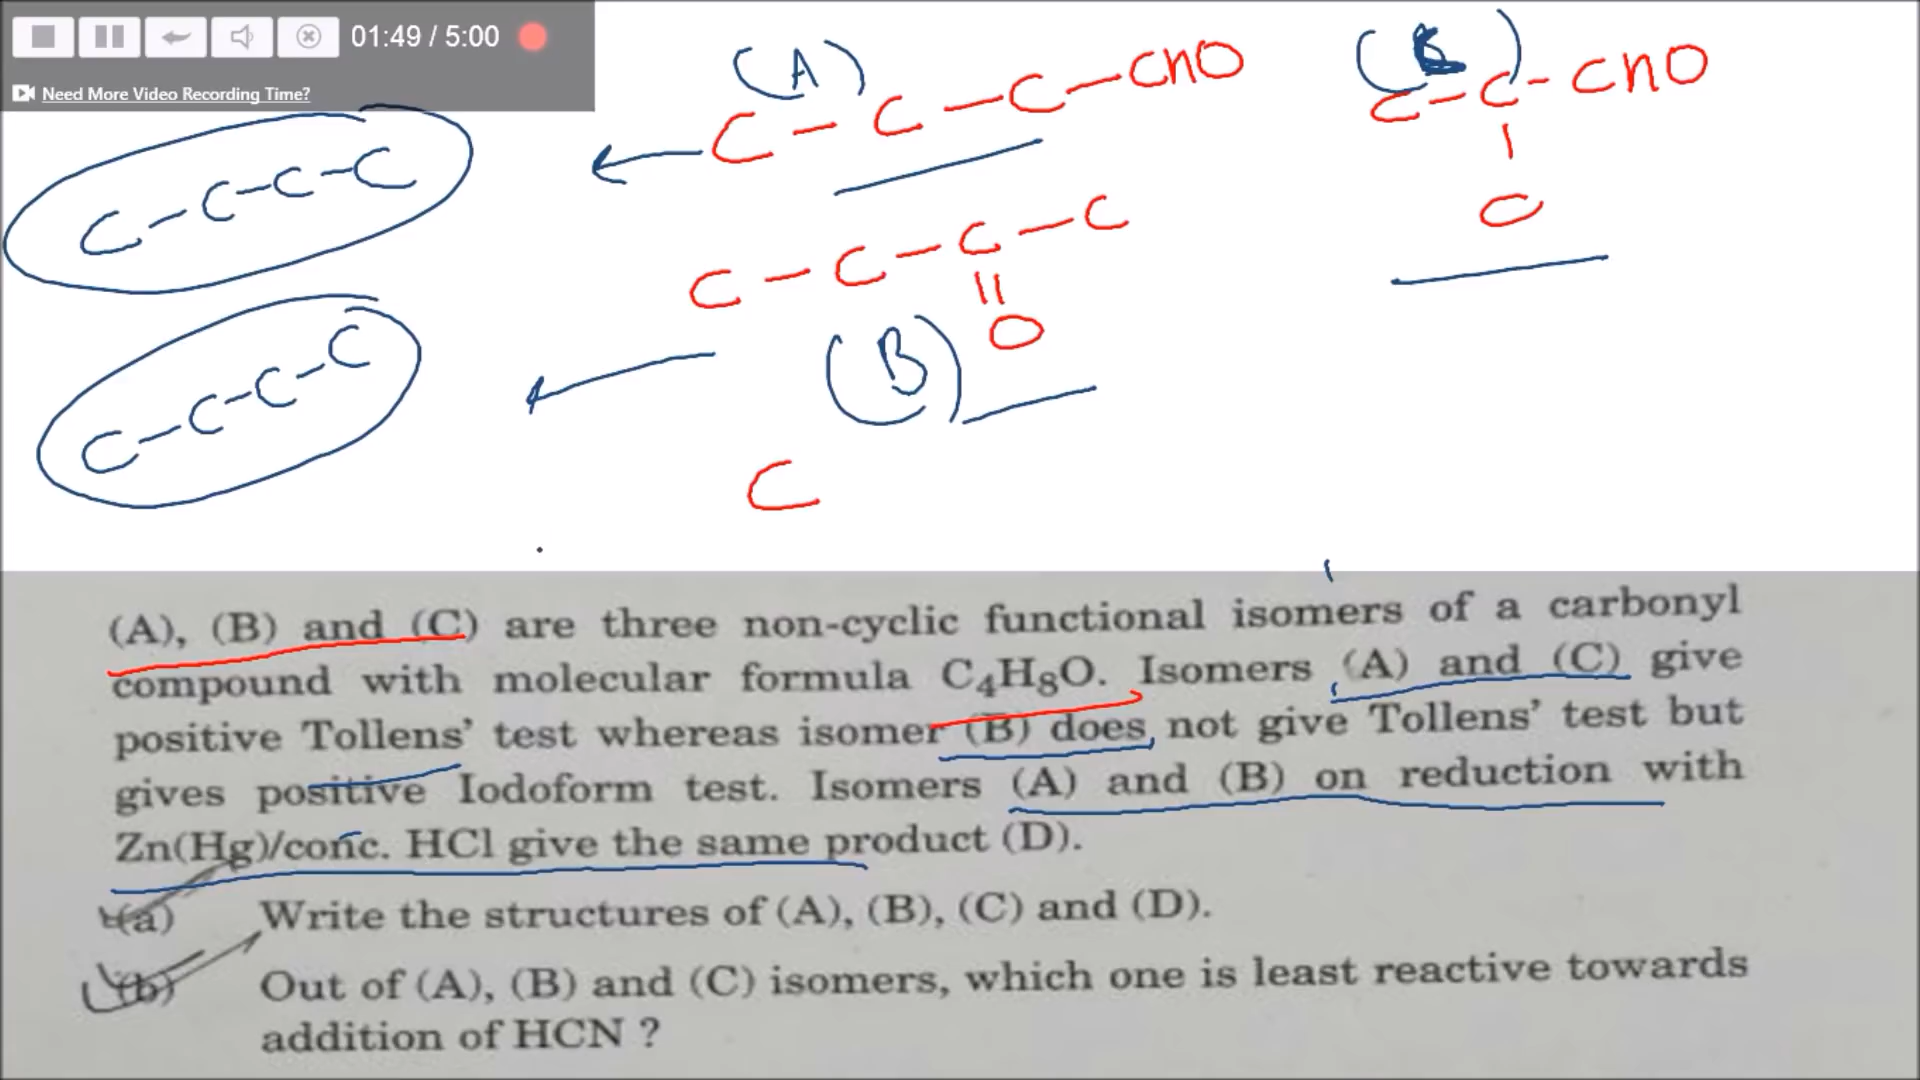 01:49 / 5:00
Need More Video Recording Time?
(A)
C - C - C - CHO
C - C - CHO
|
C
C - C - C - C
C - C - C - C
||
O
(B)
C - C - C - C
C
(A), (B) and (C) are three non-cyclic functional isomers of a carbonyl
compound with molecular formula C₄H₈O. Isomers (A) and (C) give
positive Tollens' test whereas isomer (B) does not give Tollens' test but
gives positive Iodoform test. Isomers (A) and (B) on reduction with
Zn(Hg)/conc. HCl give the same product (D).
(a) Write the structures of (A), (B), (C) and (D).
(b) Out of (A), (B) and (C) isomers, which one is least reactive towards
addition of HCN ?